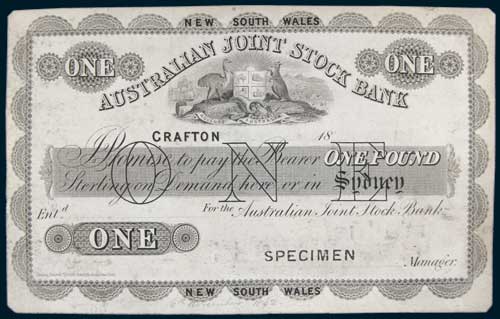 NEW SOUTH WALES
ONE AUSTRALIAN JOINT STOCK BANK ONE
CRAFTON 18
I Promise to pay the Bearer ONE POUND
ONE
Sterling on Demand here or in Sydney
Ent.d For the Australian Joint Stock Bank
ONE
SPECIMEN
Manager.
NEW SOUTH WALES